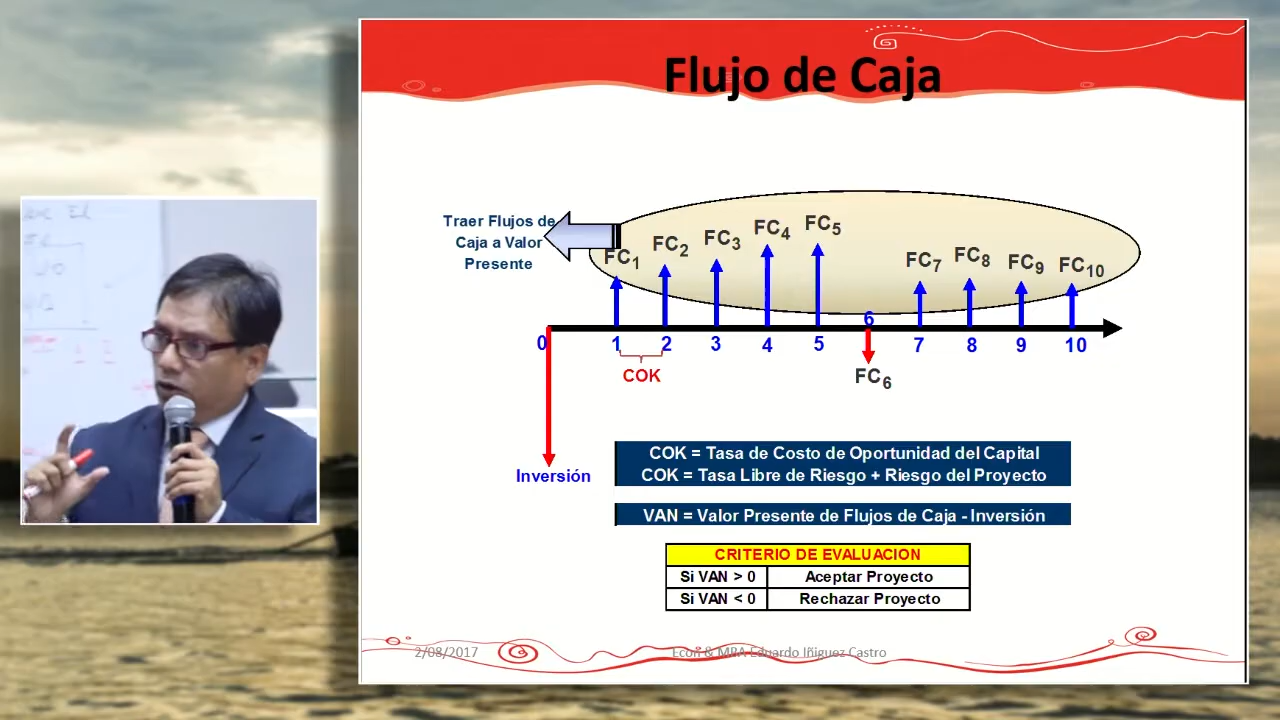 Flujo de Caja
Traer Flujos de
Caja a Valor
Presente
FC1
FC2
FC3
FC4
FC5
FC7
FC8
FC9
FC10
0
1
2
3
4
5
6
7
8
9
10
COK
FC6
Inversión
COK = Tasa de Costo de Oportunidad del Capital
COK = Tasa Libre de Riesgo + Riesgo del Proyecto
VAN = Valor Presente de Flujos de Caja - Inversión
CRITERIO DE EVALUACION
Si VAN > 0 Aceptar Proyecto
Si VAN < 0 Rechazar Proyecto
2/08/2017 Econ & MBA Eduardo Iñiguez Castro